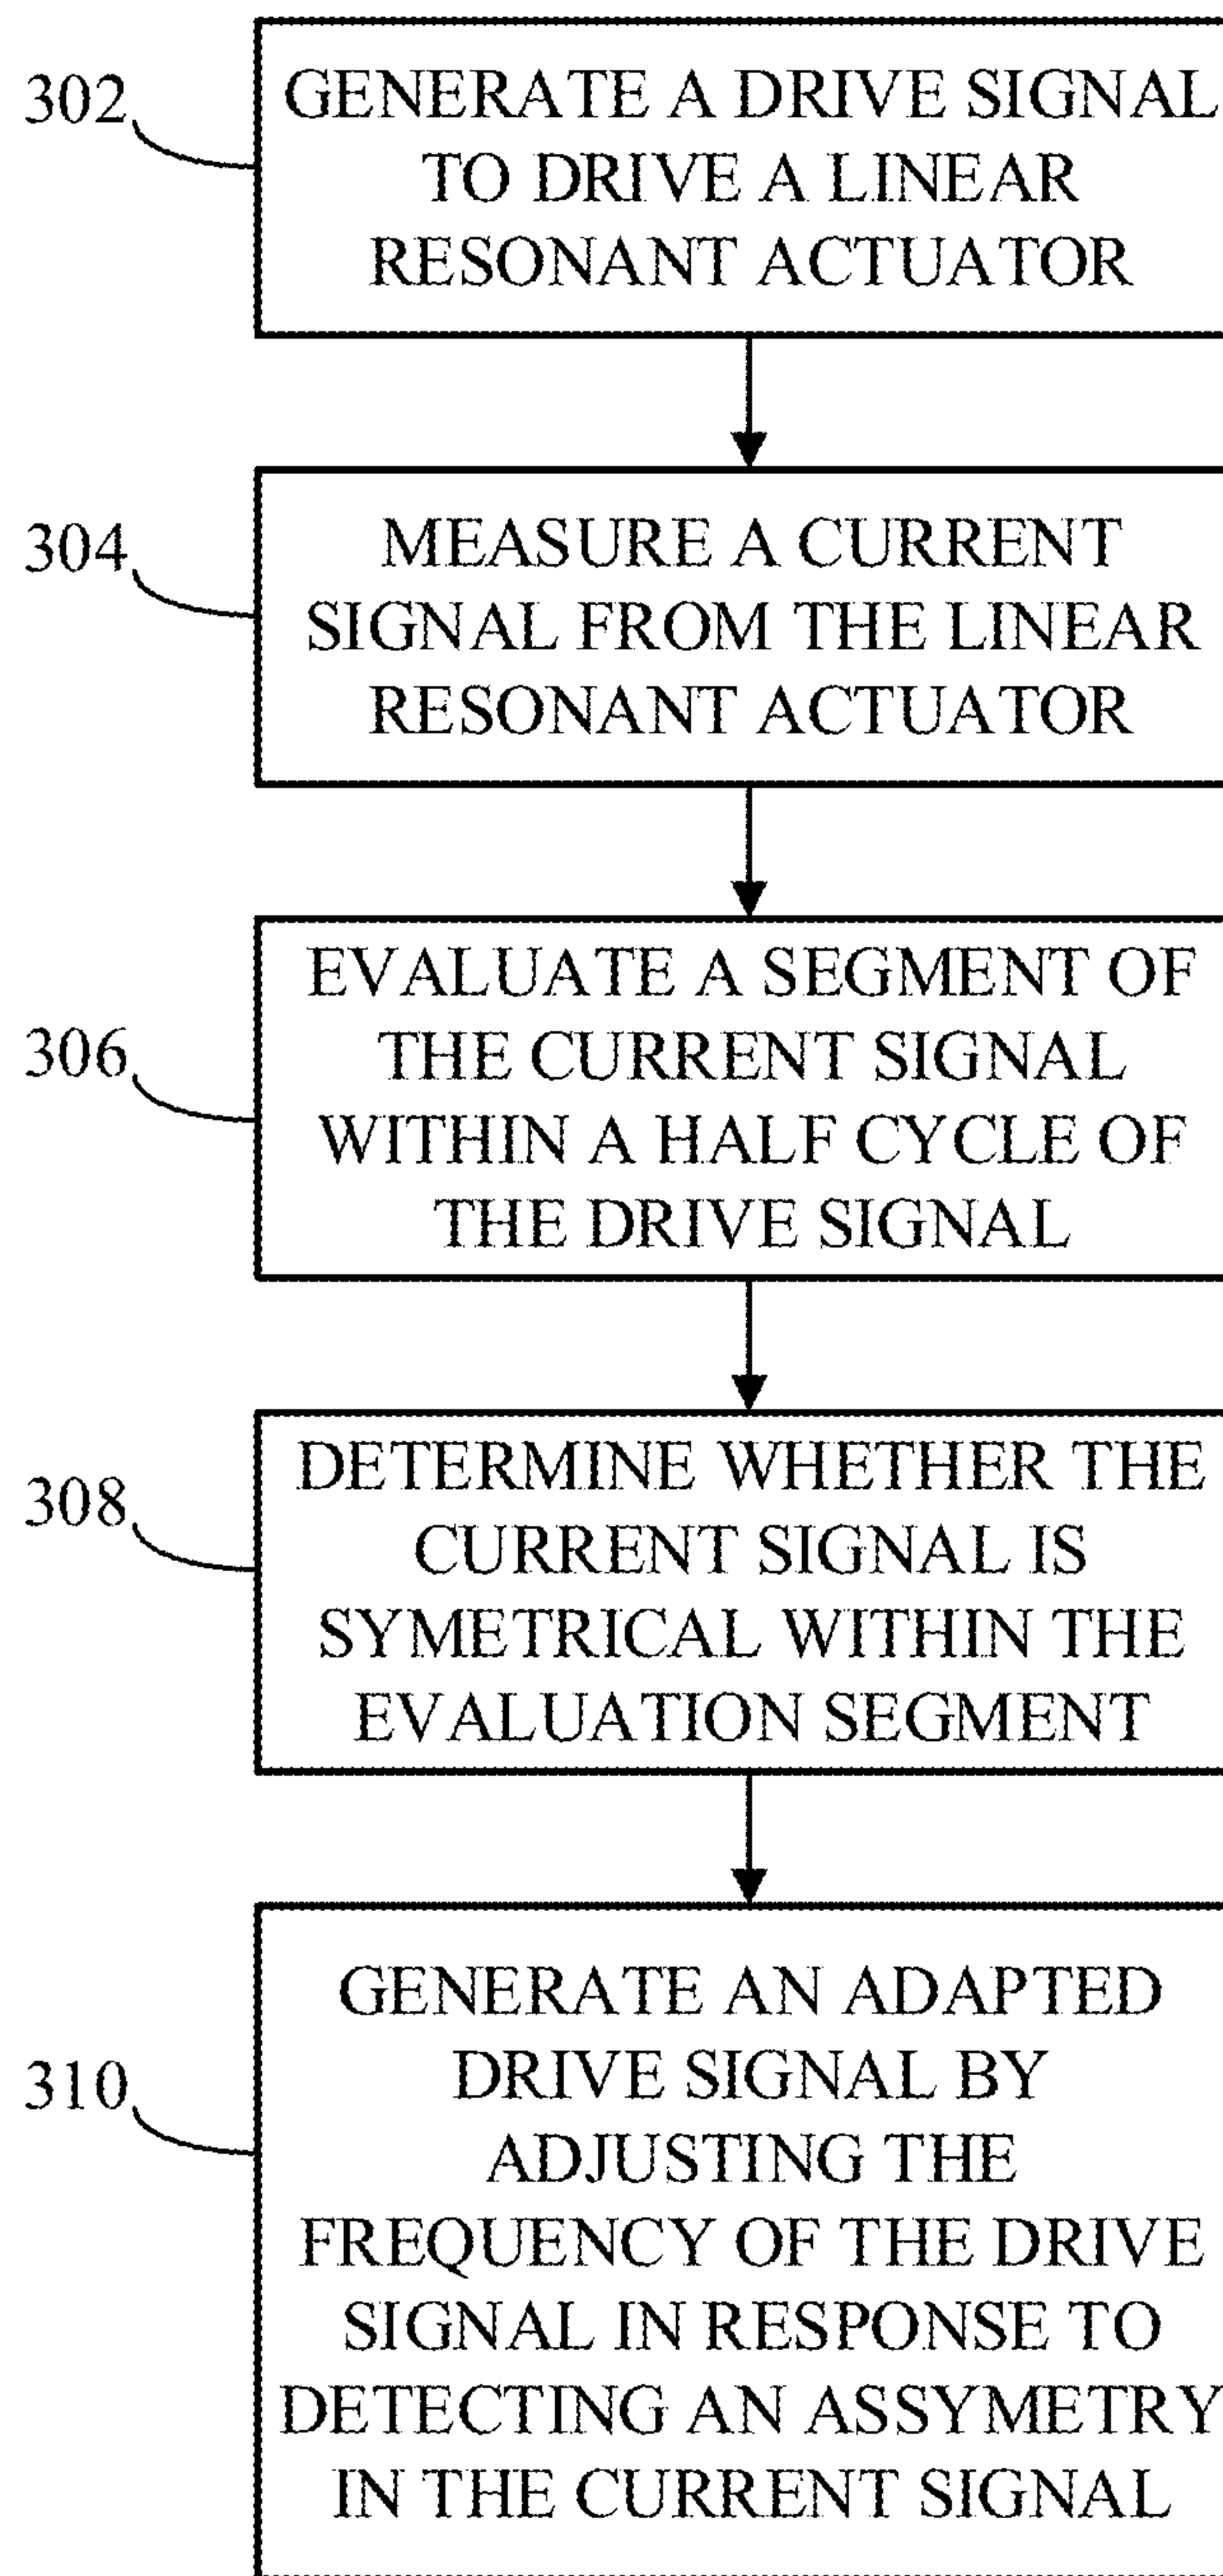 302
GENERATE A DRIVE SIGNAL
TO DRIVE A LINEAR
RESONANT ACTUATOR
304
MEASURE A CURRENT
SIGNAL FROM THE LINEAR
RESONANT ACTUATOR
306
EVALUATE A SEGMENT OF
THE CURRENT SIGNAL
WITHIN A HALF CYCLE OF
THE DRIVE SIGNAL
308
DETERMINE WHETHER THE
CURRENT SIGNAL IS
SYMETRICAL WITHIN THE
EVALUATION SEGMENT
310
GENERATE AN ADAPTED
DRIVE SIGNAL BY
ADJUSTING THE
FREQUENCY OF THE DRIVE
SIGNAL IN RESPONSE TO
DETECTING AN ASSYMETRY
IN THE CURRENT SIGNAL